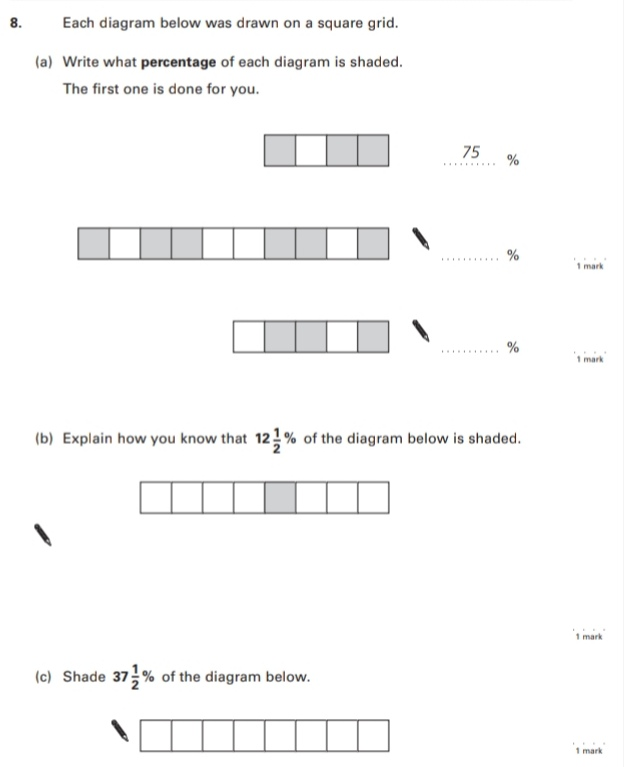 8. Each diagram below was drawn on a square grid.
(a) Write what percentage of each diagram is shaded.
The first one is done for you.
75 %
%
1 mark
%
1 mark
(b) Explain how you know that 12 1/2 % of the diagram below is shaded.
1 mark
(c) Shade 37 1/2 % of the diagram below.
1 mark